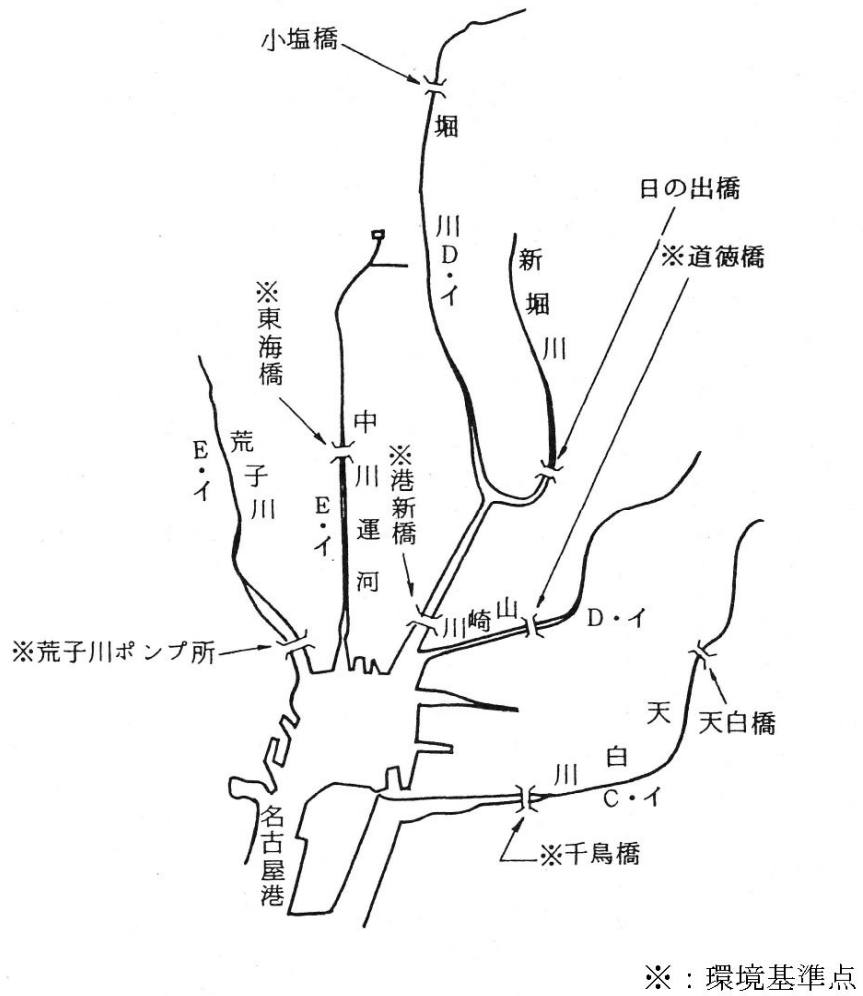 小塩橋
堀川D・イ
日の出橋
※道徳橋
新堀川
※東海橋
中川運河
E・イ
荒子川
E・イ
※港新橋
川崎山
D・イ
※荒子川ポンプ所
天白川
C・イ
天白橋
※千鳥橋
名古屋港
※：環境基準点